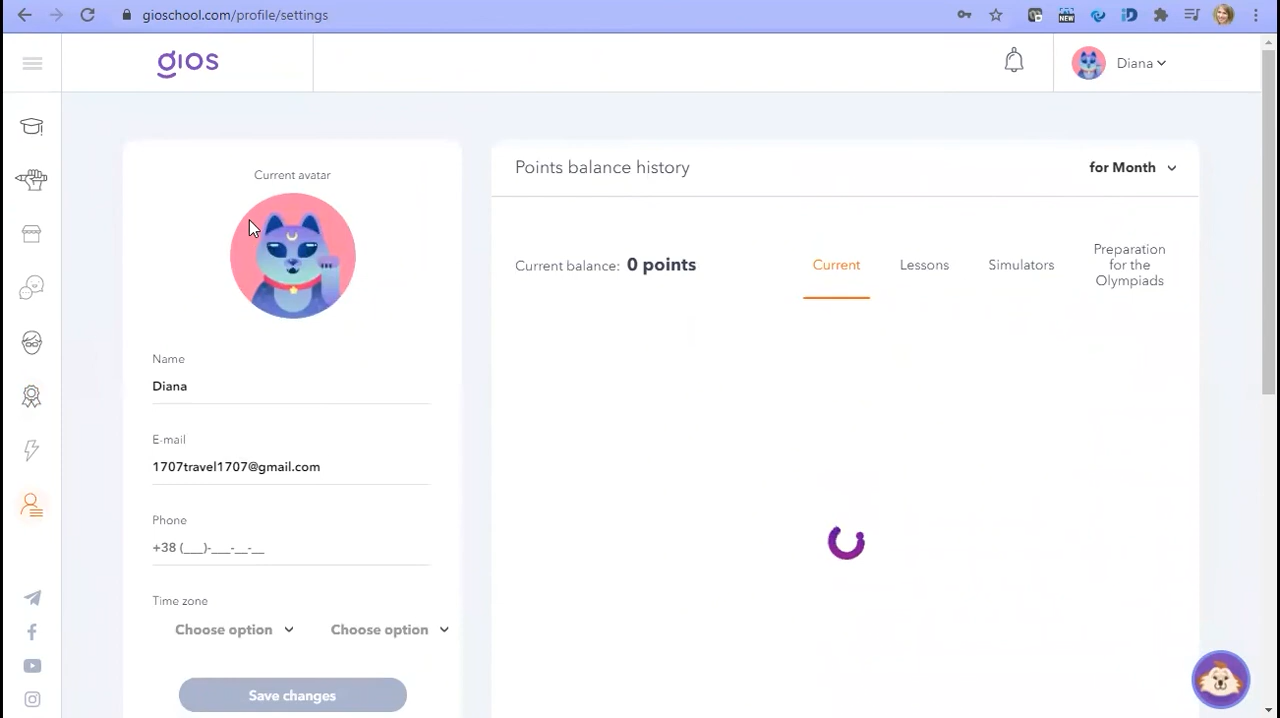 gioschool.com/profile/settings
NEW
gios
Diana
Current avatar
Name
Diana
E-mail
1707travel1707@gmail.com
Phone
+38 (___)-___-__-__
Time zone
Choose option
Choose option
Save changes
Points balance history
for Month
Current balance: 0 points
Current
Lessons
Simulators
Preparation
for the
Olympiads